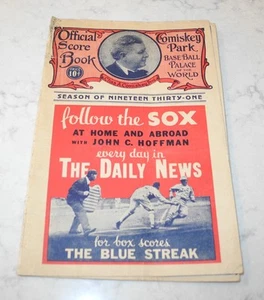 Official
Score
Book
PRICE
10¢
Comiskey
Park
BASE BALL
PALACE
OF THE
WORLD
SEASON OF NINETEEN THIRTY-ONE
follow the SOX
AT HOME AND ABROAD
WITH JOHN C. HOFFMAN
every day in
THE DAILY NEWS
for box scores
THE BLUE STREAK